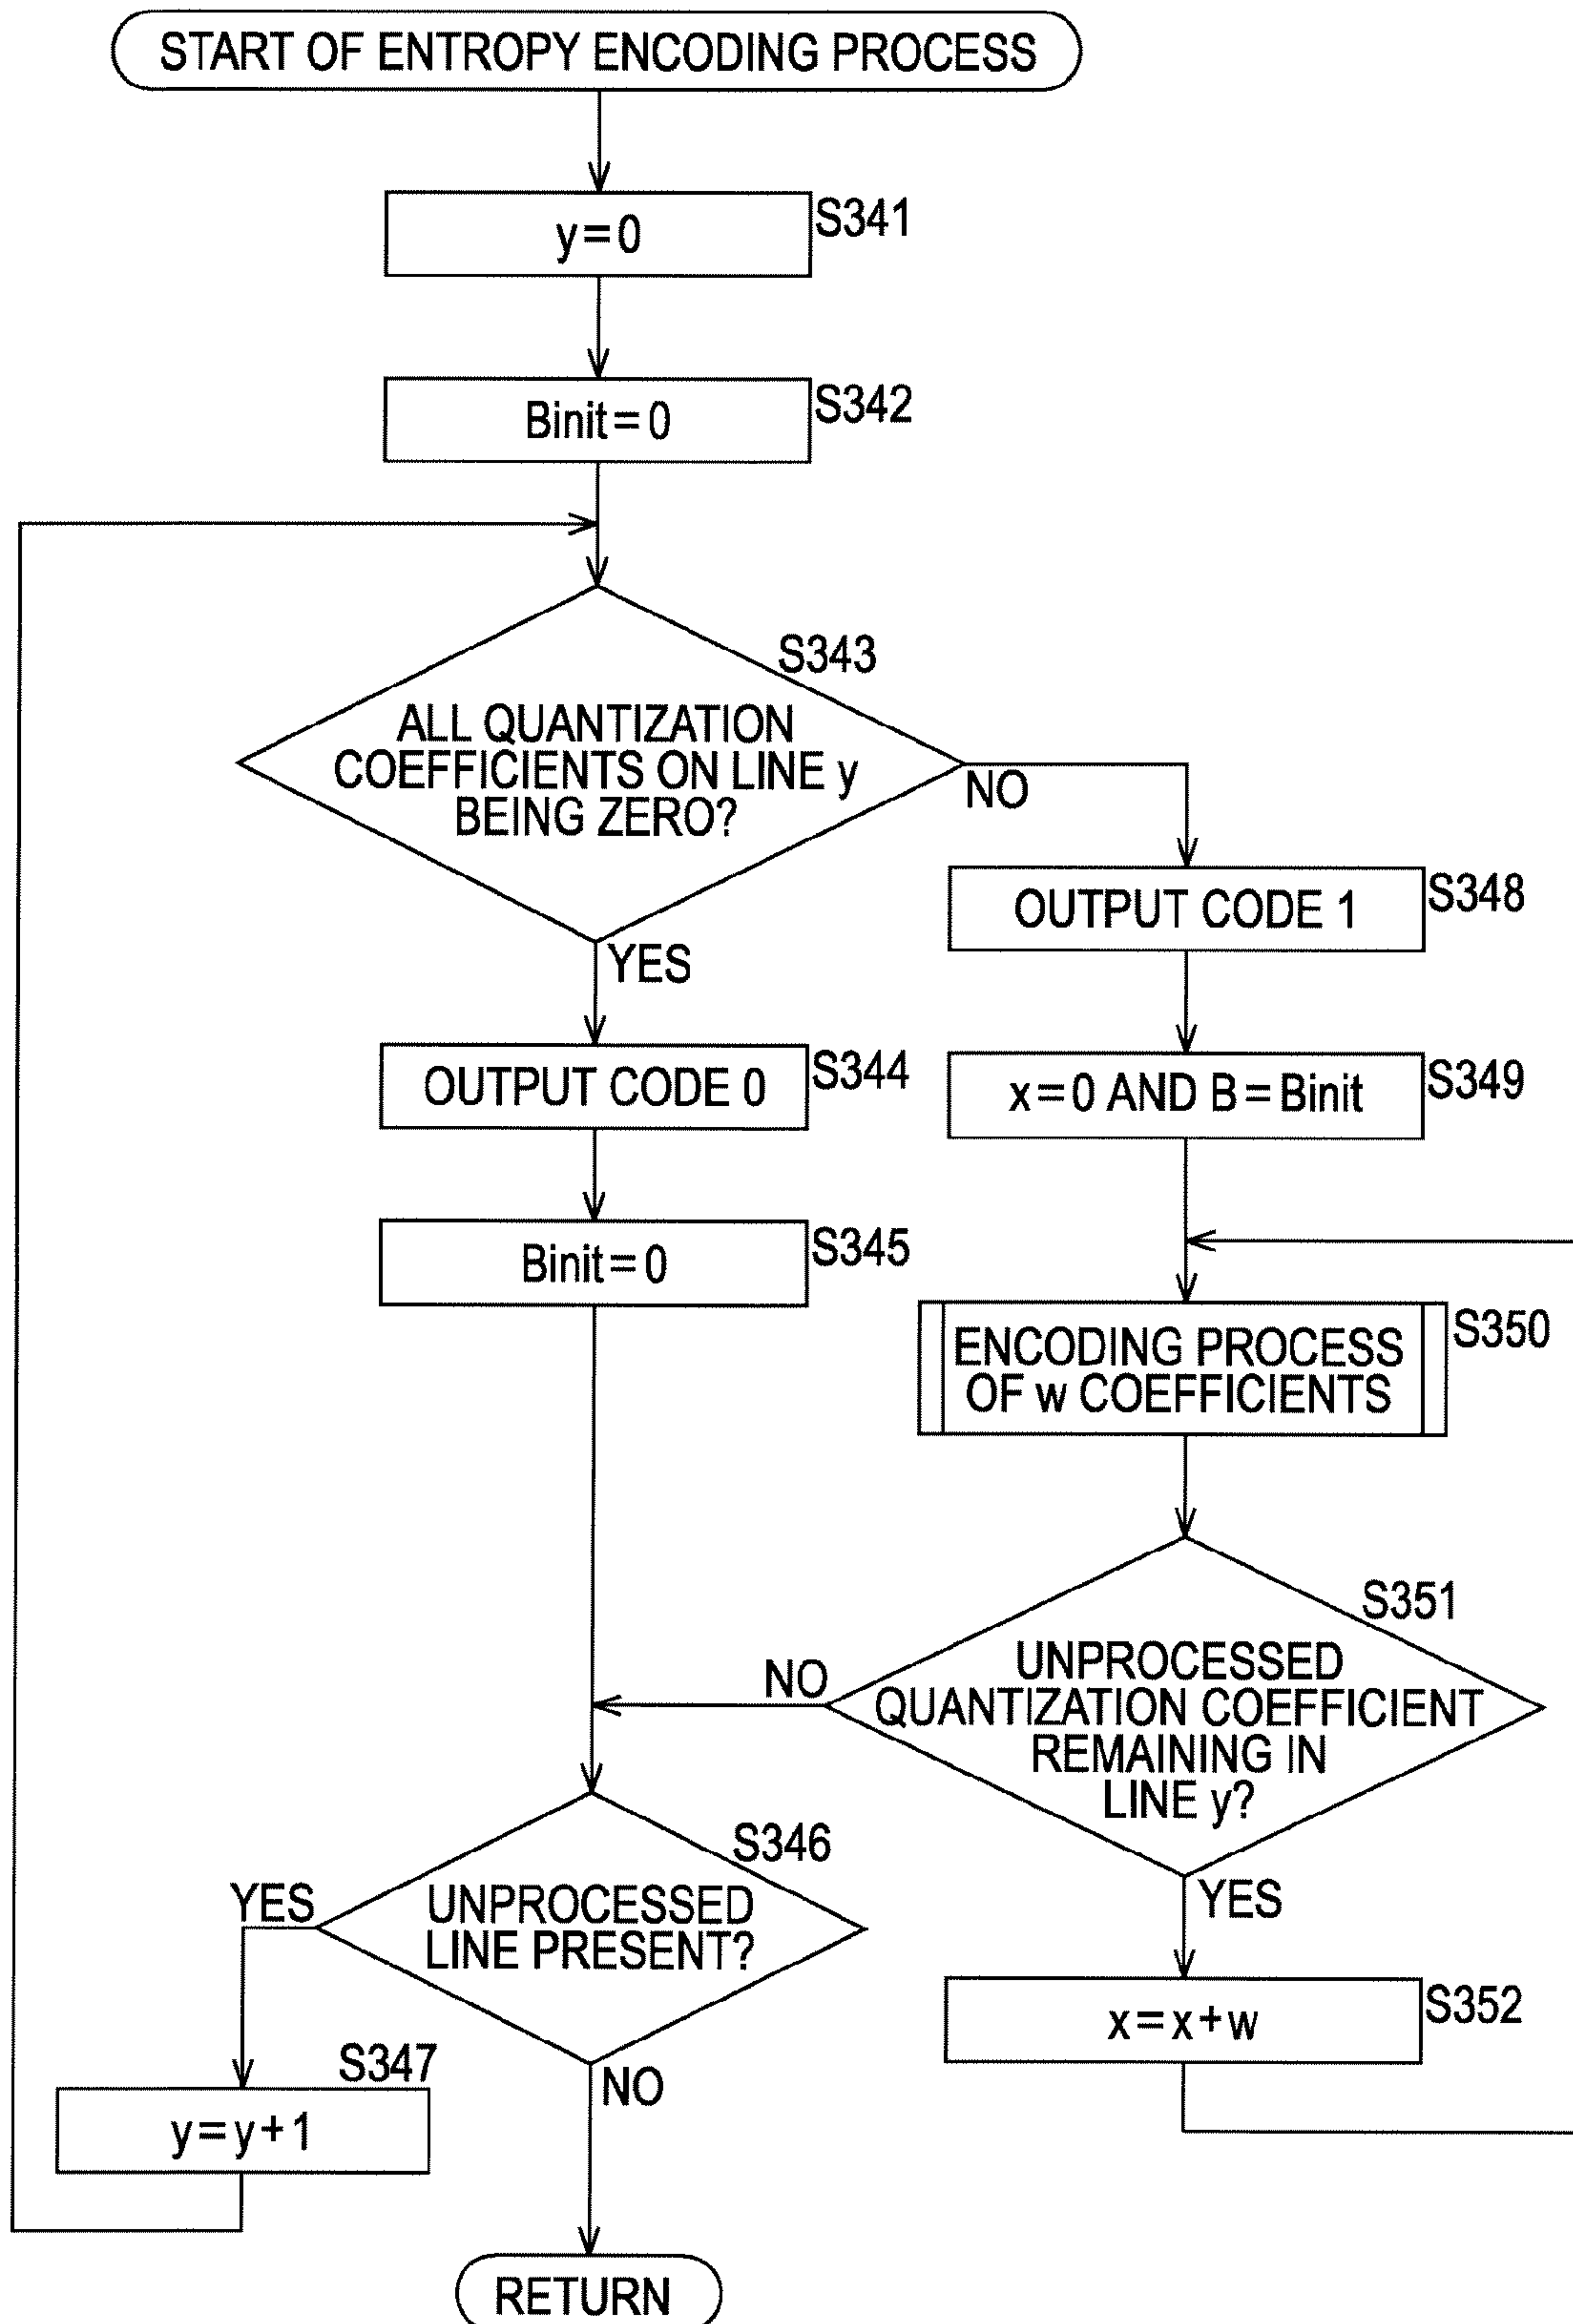 START OF ENTROPY ENCODING PROCESS
y=0
S341
Binit=0
S342
S343
ALL QUANTIZATION
COEFFICIENTS ON LINE y
BEING ZERO?
NO
YES
OUTPUT CODE 0
S344
Binit=0
S345
OUTPUT CODE 1
S348
x=0 AND B=Binit
S349
ENCODING PROCESS
OF w COEFFICIENTS
S350
S351
UNPROCESSED
QUANTIZATION COEFFICIENT
REMAINING IN
LINE y?
NO
YES
x=x+w
S352
S346
UNPROCESSED
LINE PRESENT?
YES
NO
S347
y=y+1
RETURN